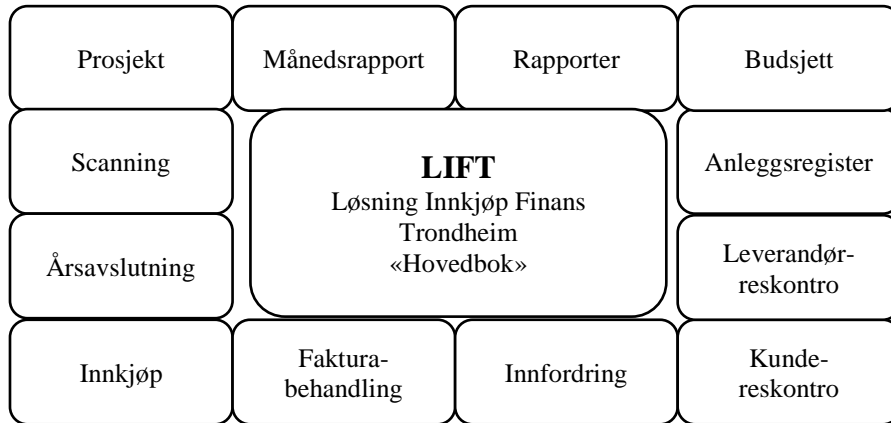 Prosjekt
Månedsrapport
Rapporter
Budsjett
Scanning
LIFT
Løsning Innkjøp Finans
Trondheim
«Hovedbok»
Anleggsregister
Årsavslutning
Leverandør-
reskontro
Innkjøp
Faktura-
behandling
Innfordring
Kunde-
reskontro